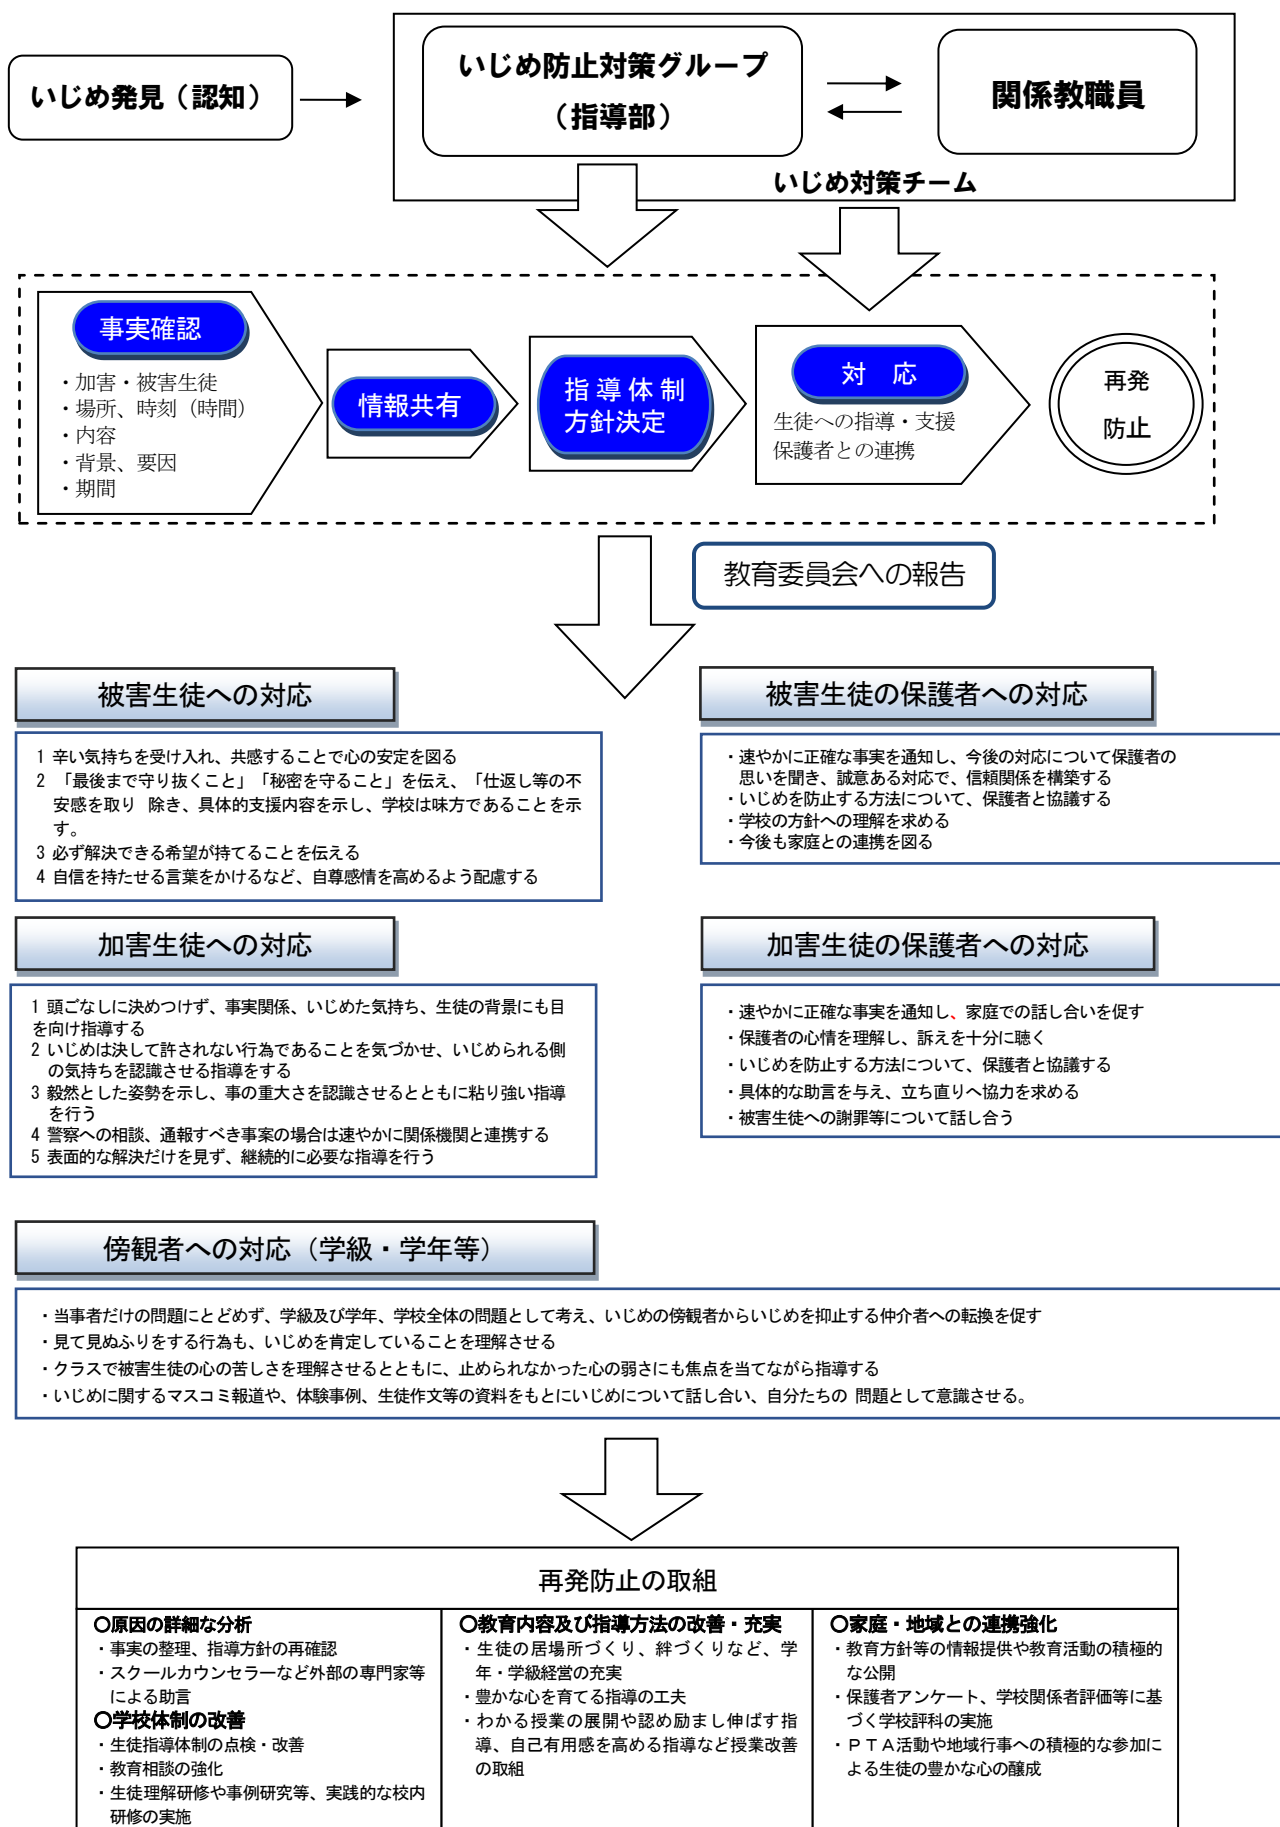 いじめ発見（認知）
いじめ防止対策グループ
（指導部）
関係教職員
いじめ対策チーム
事実確認
・加害・被害生徒
・場所、時刻（時間）
・内容
・背景、要因
・期間
情報共有
指導体制
方針決定
対　応
生徒への指導・支援
保護者との連携
再発
防止
教育委員会への報告
被害生徒への対応
1 辛い気持ちを受け入れ、共感することで心の安定を図る
2 「最後まで守り抜くこと」「秘密を守ること」を伝え、「仕返し等の不
安感を取り 除き、具体的支援内容を示し、学校は味方であることを示
す。
3 必ず解決できる希望が持てることを伝える
4 自信を持たせる言葉をかけるなど、自尊感情を高めるよう配慮する
被害生徒の保護者への対応
・速やかに正確な事実を通知し、今後の対応について保護者の
思いを聞き、誠意ある対応で、信頼関係を構築する
・いじめを防止する方法について、保護者と協議する
・学校の方針への理解を求める
・今後も家庭との連携を図る
加害生徒への対応
1 頭ごなしに決めつけず、事実関係、いじめた気持ち、生徒の背景にも目
を向け指導する
2 いじめは決して許されない行為であることを気づかせ、いじめられる側
の気持ちを認識させる指導をする
3 毅然とした姿勢を示し、事の重大さを認識させるとともに粘り強い指導
を行う
4 警察への相談、通報すべき事案の場合は速やかに関係機関と連携する
5 表面的な解決だけを見ず、継続的に必要な指導を行う
加害生徒の保護者への対応
・速やかに正確な事実を通知し、家庭での話し合いを促す
・保護者の心情を理解し、訴えを十分に聴く
・いじめを防止する方法について、保護者と協議する
・具体的な助言を与え、立ち直りへ協力を求める
・被害生徒への謝罪等について話し合う
傍観者への対応（学級・学年等）
・当事者だけの問題にとどめず、学級及び学年、学校全体の問題として考え、いじめの傍観者からいじめを抑止する仲介者への転換を促す
・見て見ぬふりをする行為も、いじめを肯定していることを理解させる
・クラスで被害生徒の心の苦しさを理解させるとともに、止められなかった心の弱さにも焦点を当てながら指導する
・いじめに関するマスコミ報道や、体験事例、生徒作文等の資料をもとにいじめについて話し合い、自分たちの 問題として意識させる。
再発防止の取組
○原因の詳細な分析
・事実の整理、指導方針の再確認
・スクールカウンセラーなど外部の専門家等
による助言
○学校体制の改善
・生徒指導体制の点検・改善
・教育相談の強化
・生徒理解研修や事例研究等、実践的な校内
研修の実施
○教育内容及び指導方法の改善・充実
・生徒の居場所づくり、絆づくりなど、学
年・学級経営の充実
・豊かな心を育てる指導の工夫
・わかる授業の展開や認め励まし伸ばす指
導、自己有用感を高める指導など授業改善
の取組
○家庭・地域との連携強化
・教育方針等の情報提供や教育活動の積極的
な公開
・保護者アンケート、学校関係者評価等に基
づく学校評科の実施
・ＰＴＡ活動や地域行事への積極的な参加に
よる生徒の豊かな心の醸成